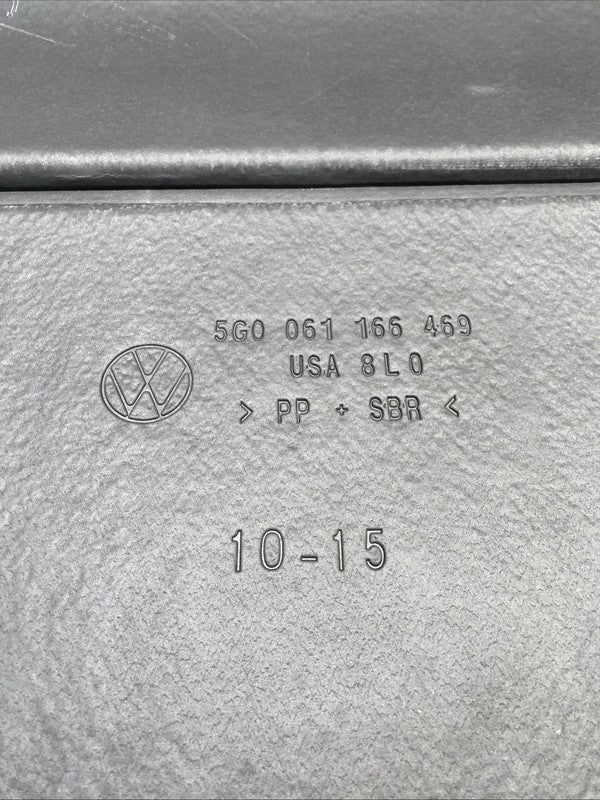 5G0 061 166 469
USA 8L0
> PP + SBR <
10-15